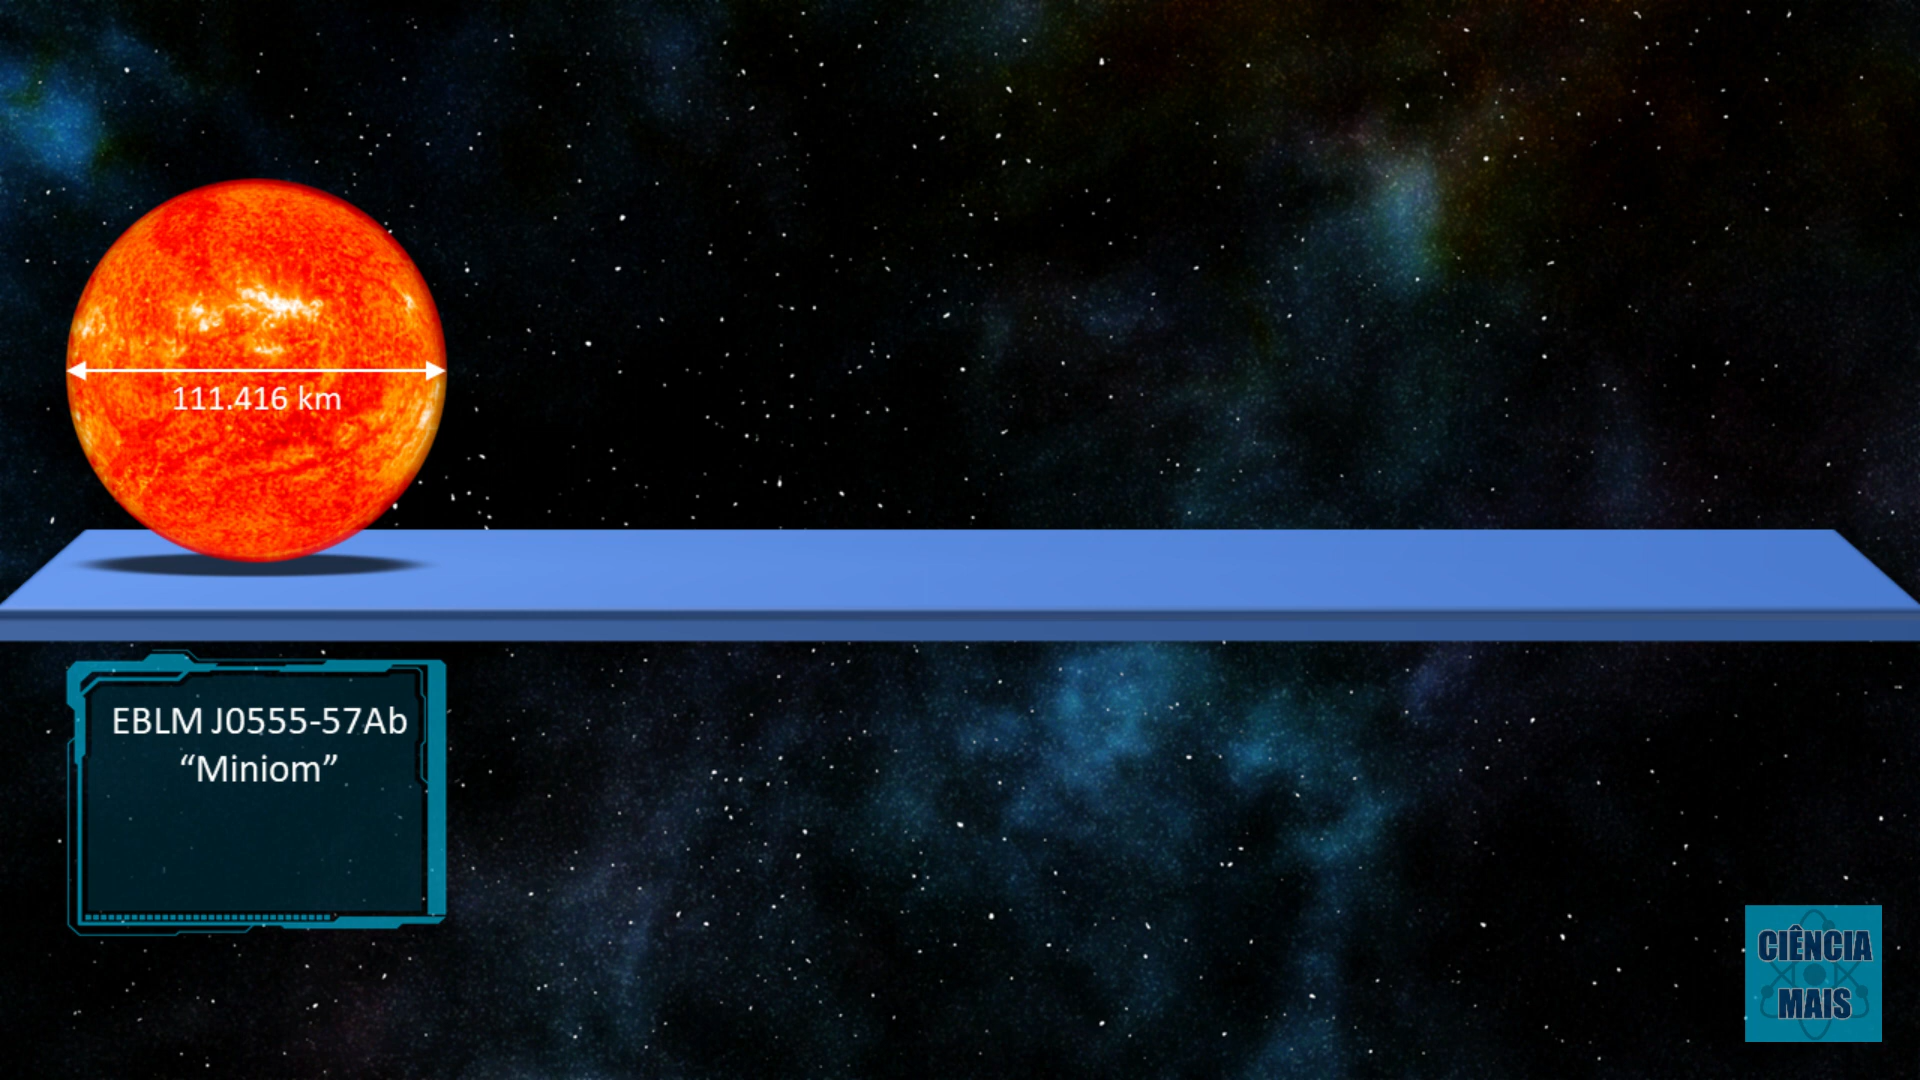 111.416 km
EBLM J0555-57Ab
“Miniom”
CIÊNCIA
MAIS